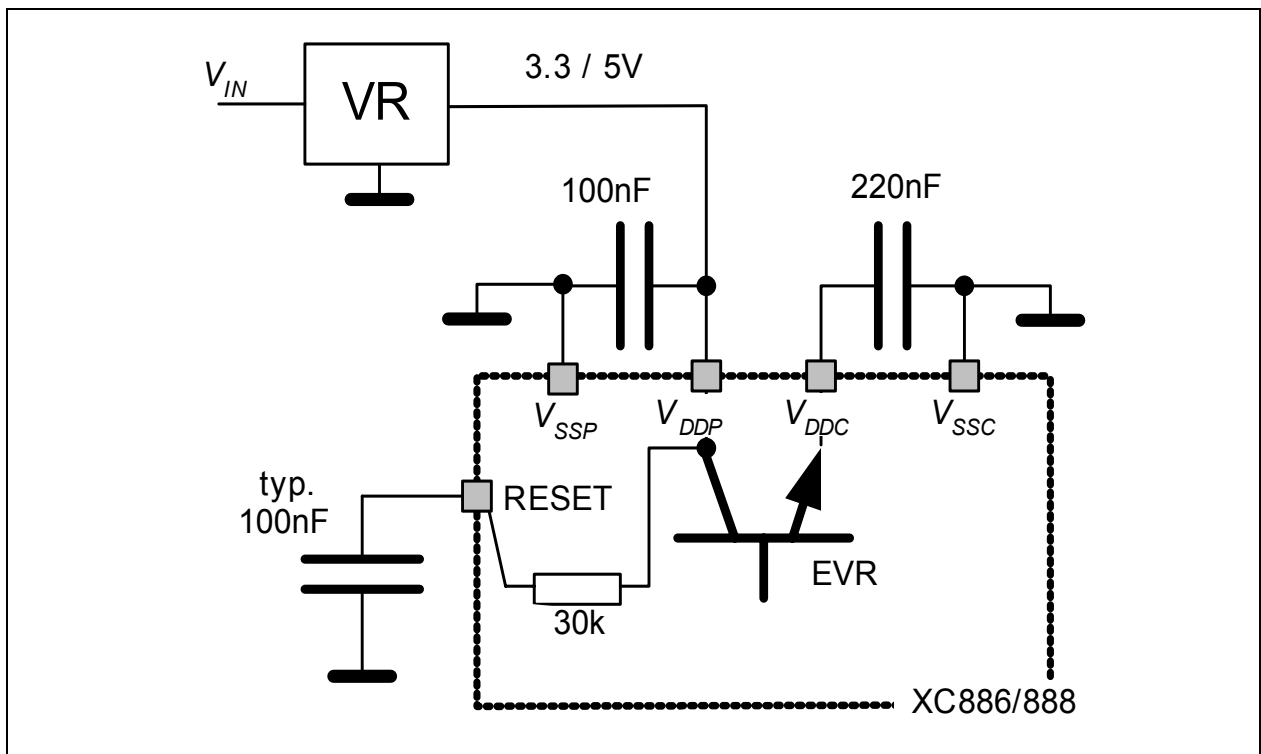 V_IN
VR
3.3 / 5V
100nF
220nF
V_SSP
V_DDP
V_DDC
V_SSC
typ.
100nF
RESET
30k
EVR
XC886/888